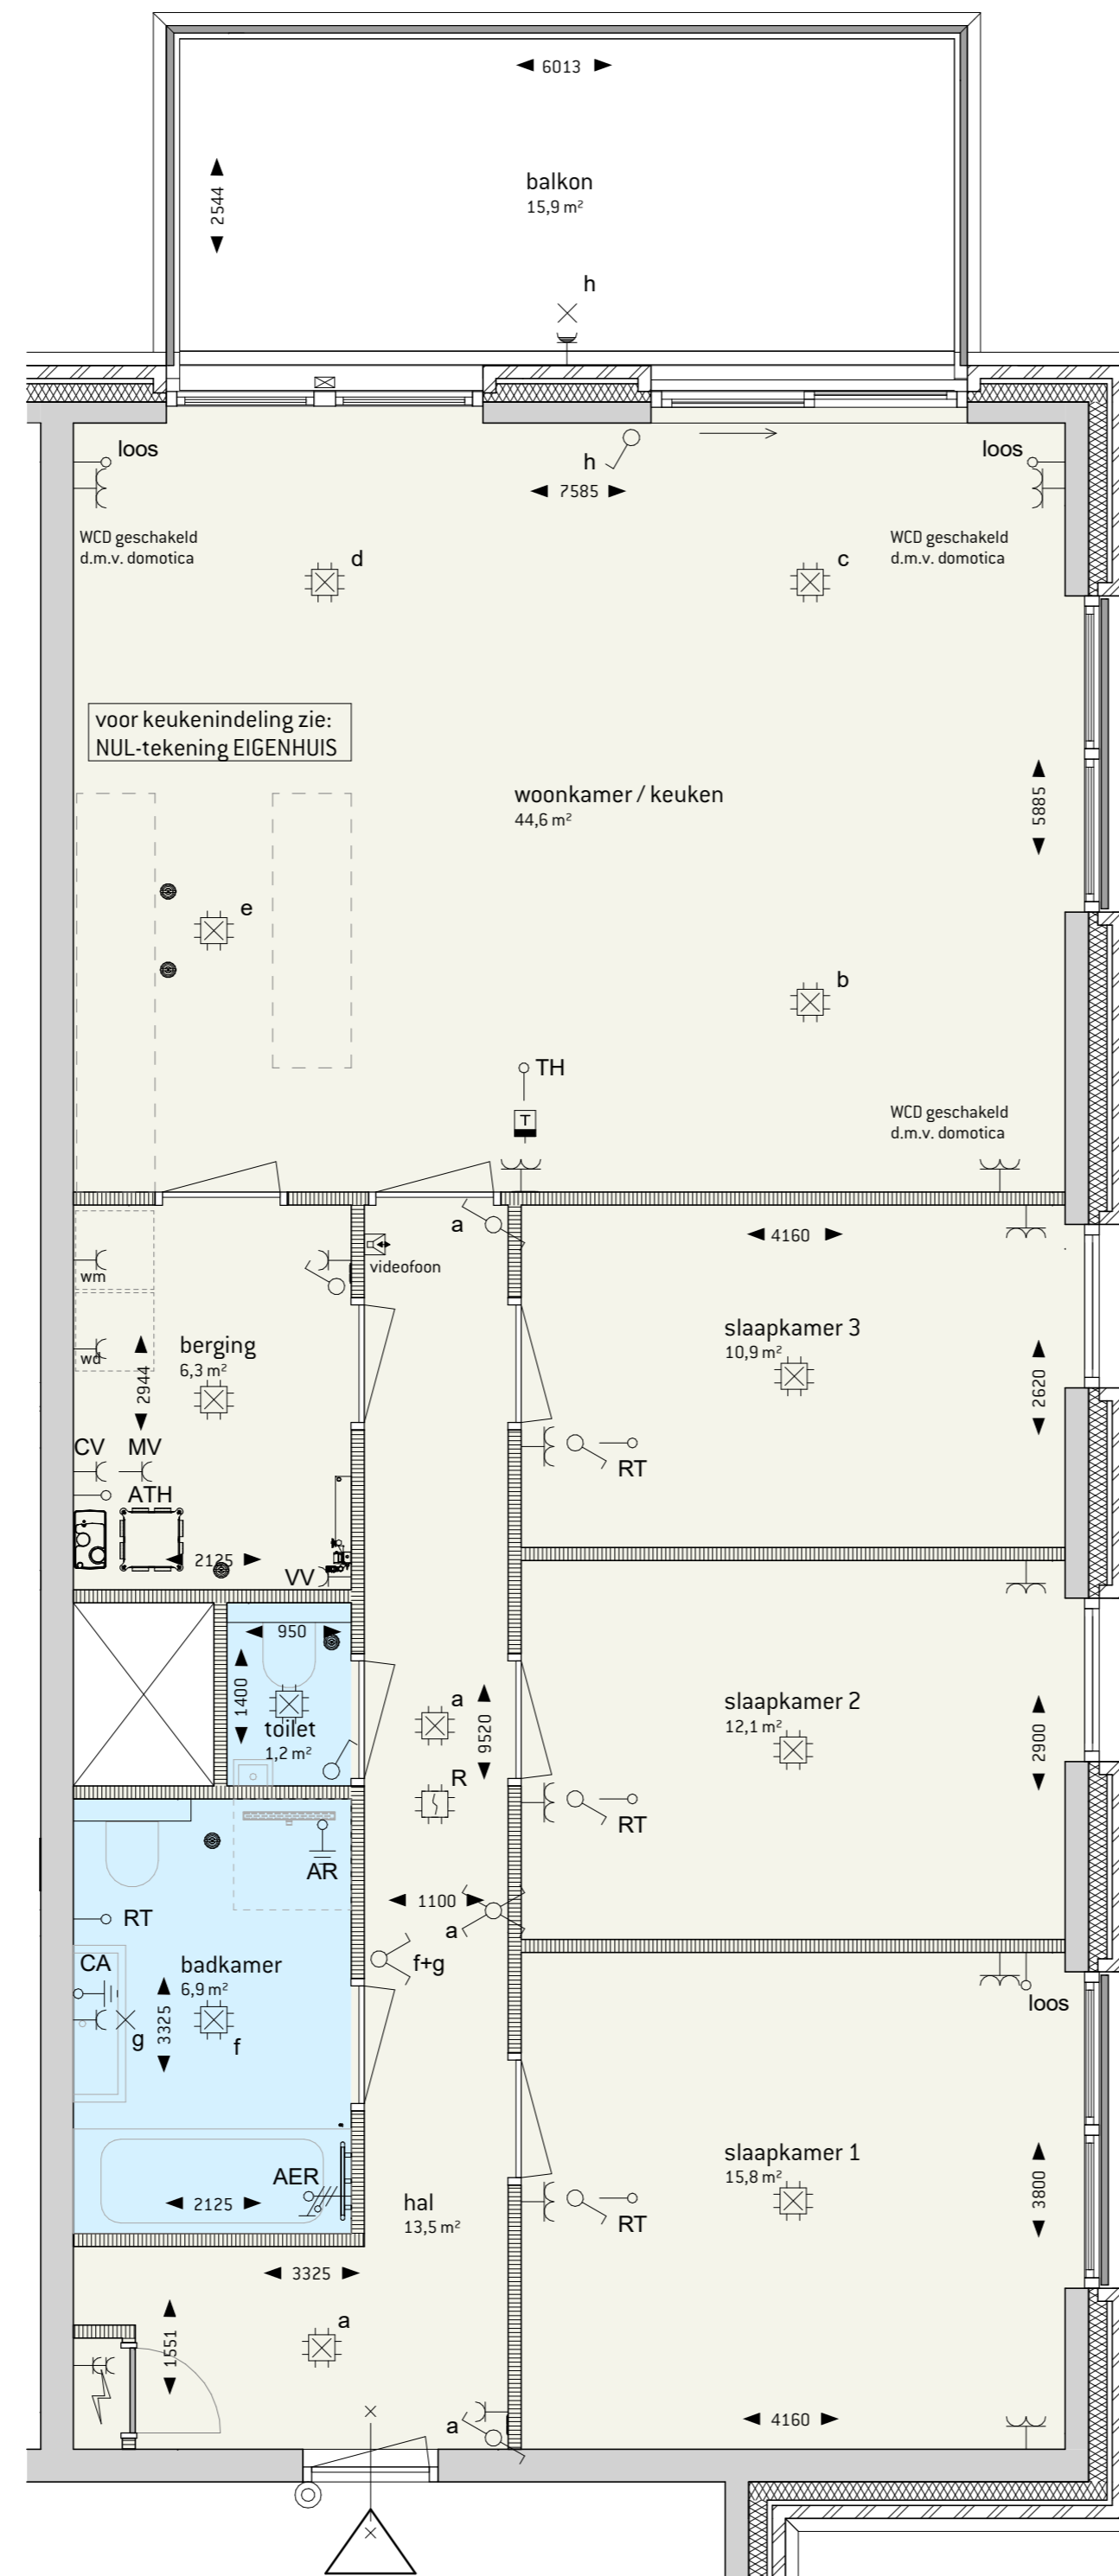 6013
2544
balkon
15,9 m²
h
h
7585
loos
loos
WCD geschakeld
d.m.v. domotica
WCD geschakeld
d.m.v. domotica
d
c
voor keukenindeling zie:
NUL-tekening EIGENHUIS
woonkamer / keuken
44,6 m²
5885
e
b
TH
T
WCD geschakeld
d.m.v. domotica
a
4160
videofoon
wm
wd
berging
6,3 m²
2944
slaapkamer 3
10,9 m²
2620
CV
MV
RT
ATH
2125
VV
950
1400
toilet
1,2 m²
a
9520
slaapkamer 2
12,1 m²
2900
R
RT
AR
1100
a
RT
f+g
CA
badkamer
6,9 m²
3325
g
f
loos
slaapkamer 1
15,8 m²
3800
AER
2125
hal
13,5 m²
RT
3325
1551
a
4160
a